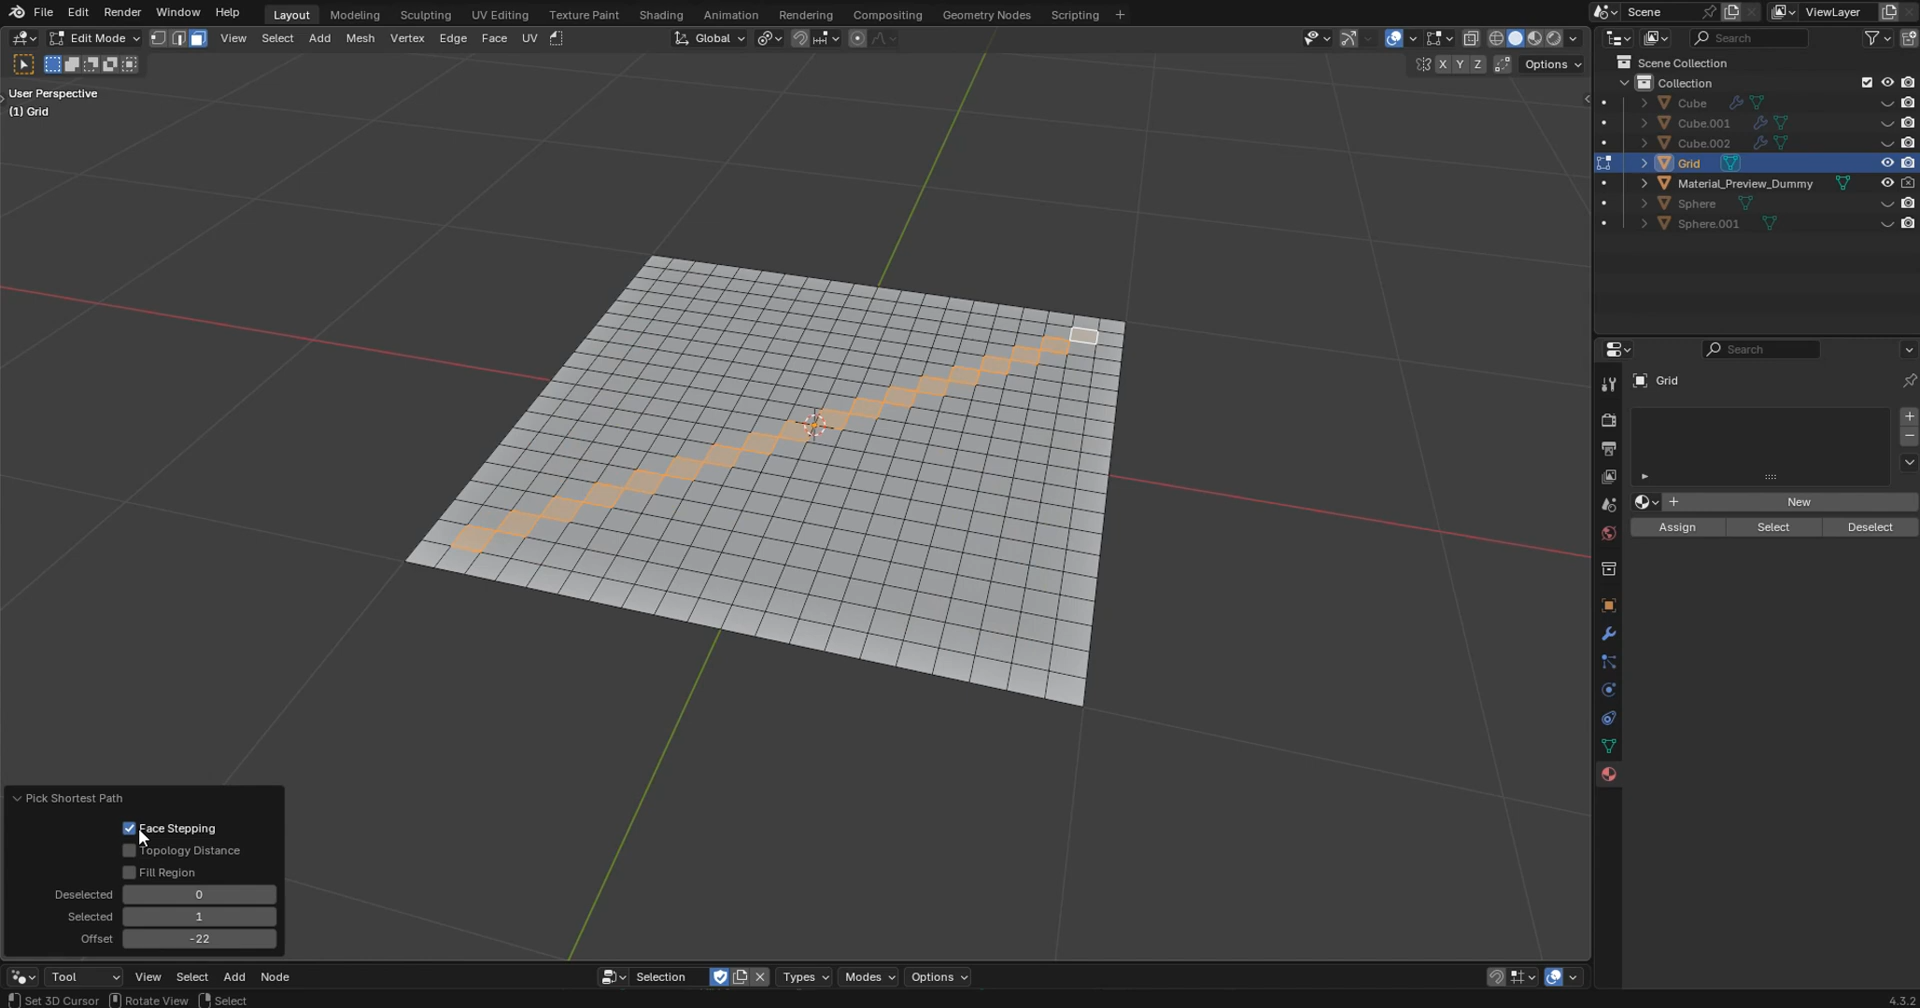 File Edit Render Window Help Layout Modeling Sculpting UV Editing Texture Paint Shading Animation Rendering Compositing Geometry Nodes Scripting + Scene ViewLayer
Edit Mode View Select Add Mesh Vertex Edge Face UV Global Search
X Y Z Options
User Perspective
(1) Grid
Scene Collection
Collection
Cube
Cube.001
Cube.002
Grid
Material_Preview_Dummy
Sphere
Sphere.001
Search
Grid
New
Assign Select Deselect
Pick Shortest Path
Face Stepping
Topology Distance
Fill Region
Deselected 0
Selected 1
Offset -22
Tool View Select Add Node Selection Types Modes Options
Set 3D Cursor Rotate View Select 4.3.2